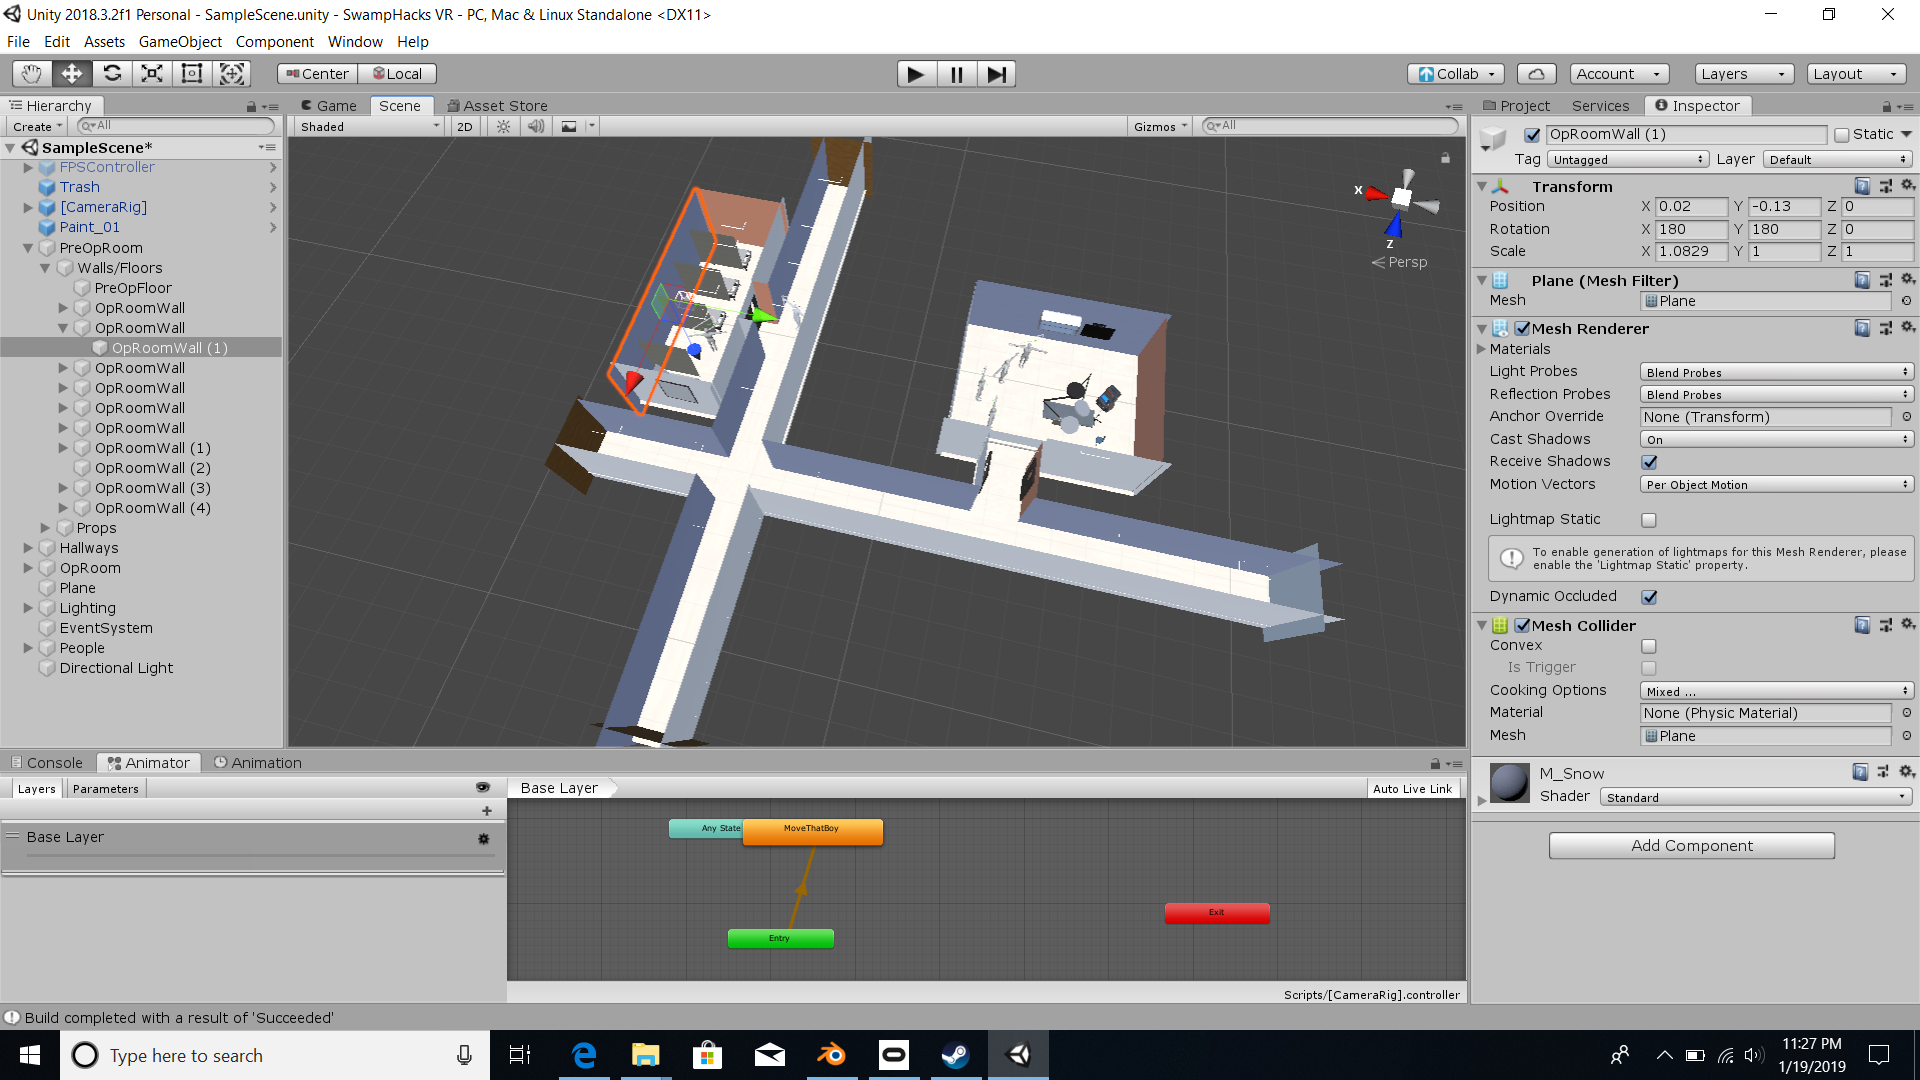 Unity 2018.3.2f1 Personal - SampleScene.unity - SwampHacks VR - PC, Mac & Linux Standalone <DX11>
File Edit Assets GameObject Component Window Help
Center Local Collab Account Layers Layout
Hierarchy
Create All
SampleScene*
FPSController
Trash
[CameraRig]
Paint_01
PreOpRoom
Walls/Floors
PreOpFloor
OpRoomWall
OpRoomWall
OpRoomWall (1)
OpRoomWall
OpRoomWall
OpRoomWall
OpRoomWall
OpRoomWall (1)
OpRoomWall (2)
OpRoomWall (3)
OpRoomWall (4)
Props
Hallways
OpRoom
Plane
Lighting
EventSystem
People
Directional Light
Game Scene Asset Store
Shaded 2D Gizmos All
x
z
Persp
Project Services Inspector
OpRoomWall (1) Static
Tag Untagged Layer Default
Transform
Position X 0.02 Y -0.13 Z 0
Rotation X 180 Y 180 Z 0
Scale X 1.0829 Y 1 Z 1
Plane (Mesh Filter)
Mesh Plane
Mesh Renderer
Materials
Light Probes Blend Probes
Reflection Probes Blend Probes
Anchor Override None (Transform)
Cast Shadows On
Receive Shadows
Motion Vectors Per Object Motion
Lightmap Static
To enable generation of lightmaps for this Mesh Renderer, please
enable the 'Lightmap Static' property.
Dynamic Occluded
Mesh Collider
Convex
Is Trigger
Cooking Options Mixed ...
Material None (Physic Material)
Mesh Plane
M_Snow
Shader Standard
Add Component
Console Animator Animation
Layers Parameters
Base Layer
Base Layer Auto Live Link
Any State MoveThatBoy
Exit
Entry
Scripts/[CameraRig].controller
Build completed with a result of 'Succeeded'
Type here to search
11:27 PM
1/19/2019